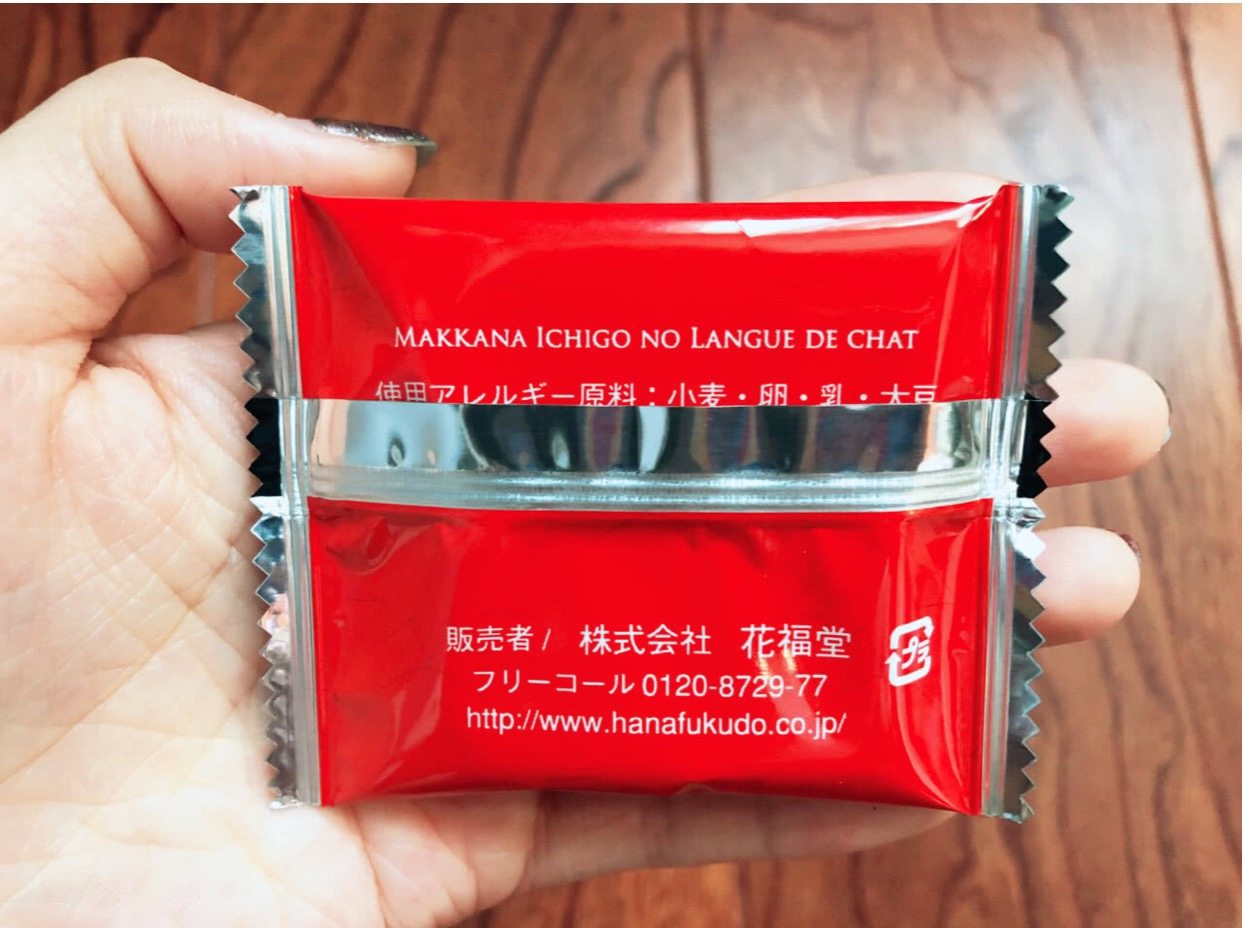 MAKKANA ICHIGO NO LANGUE DE CHAT
使用アレルギー原料：小麦・卵・乳・大豆
販売者 /　株式会社　花福堂
フリーコール 0120-8729-77
http://www.hanafukudo.co.jp/
プラ